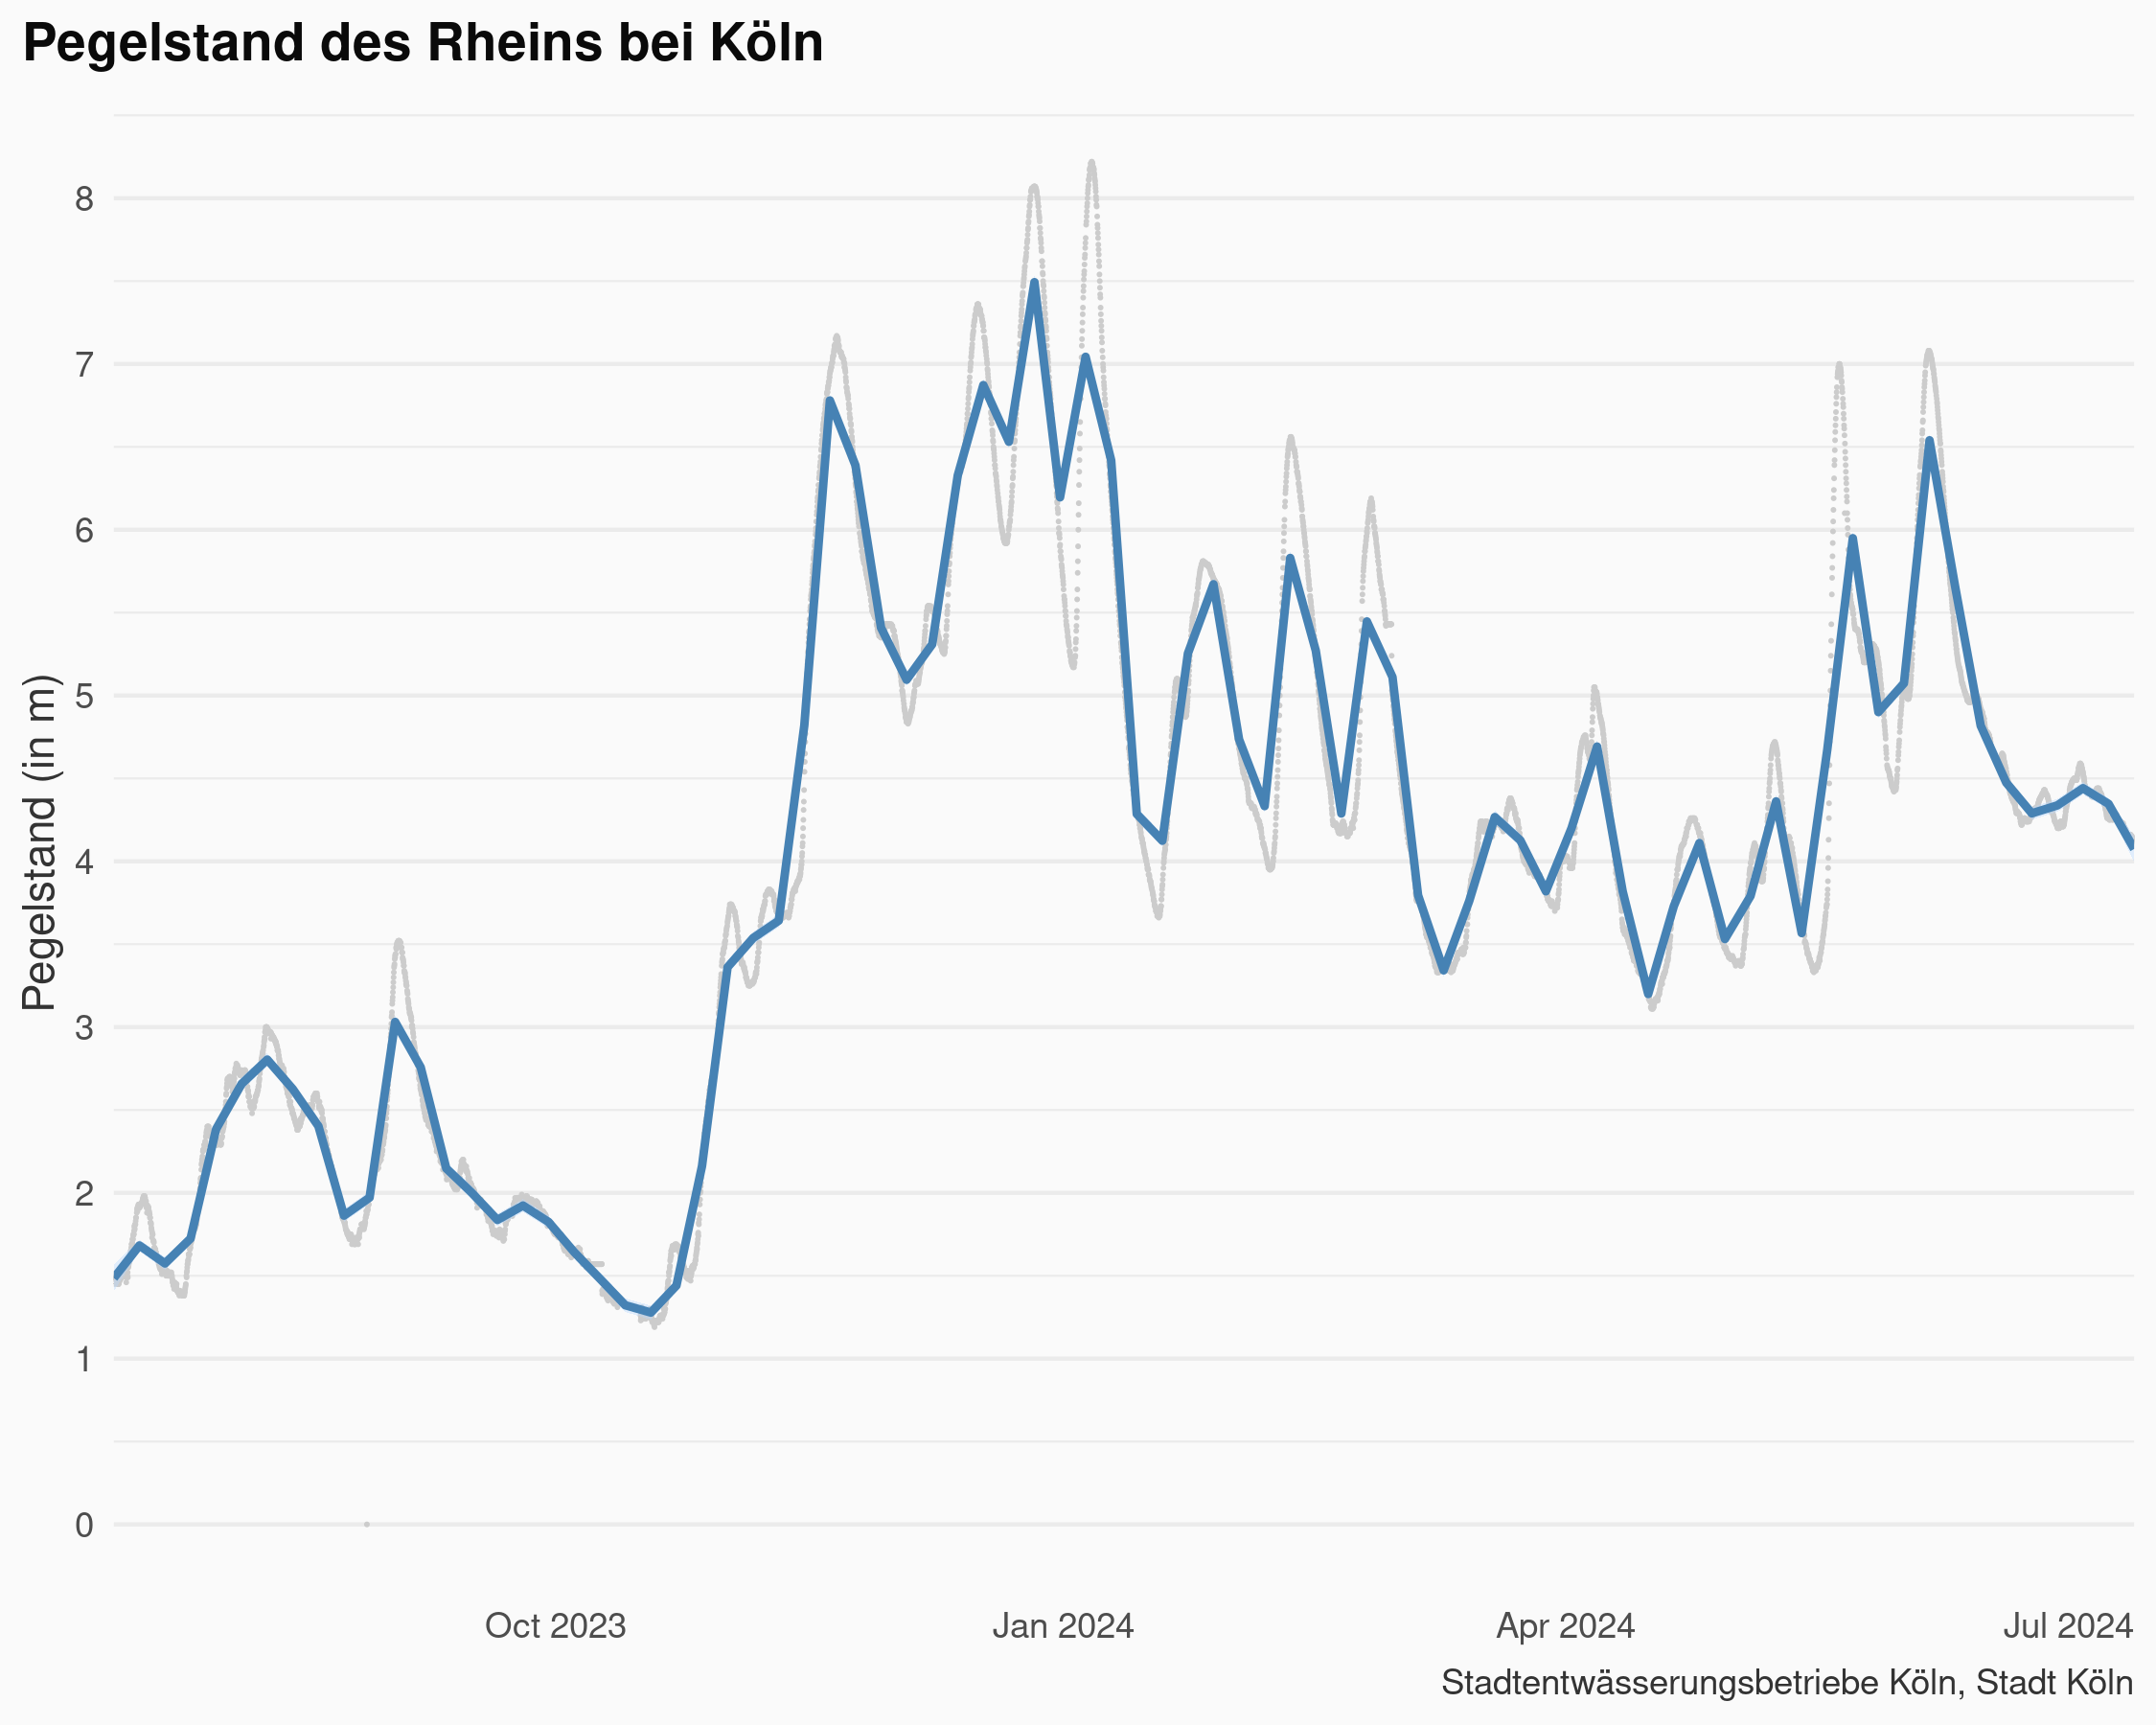 Pegelstand des Rheins bei Köln
Pegelstand (in m)
8
7
6
5
4
3
2
1
0
Oct 2023 Jan 2024 Apr 2024 Jul 2024
Stadtentwässerungsbetriebe Köln, Stadt Köln